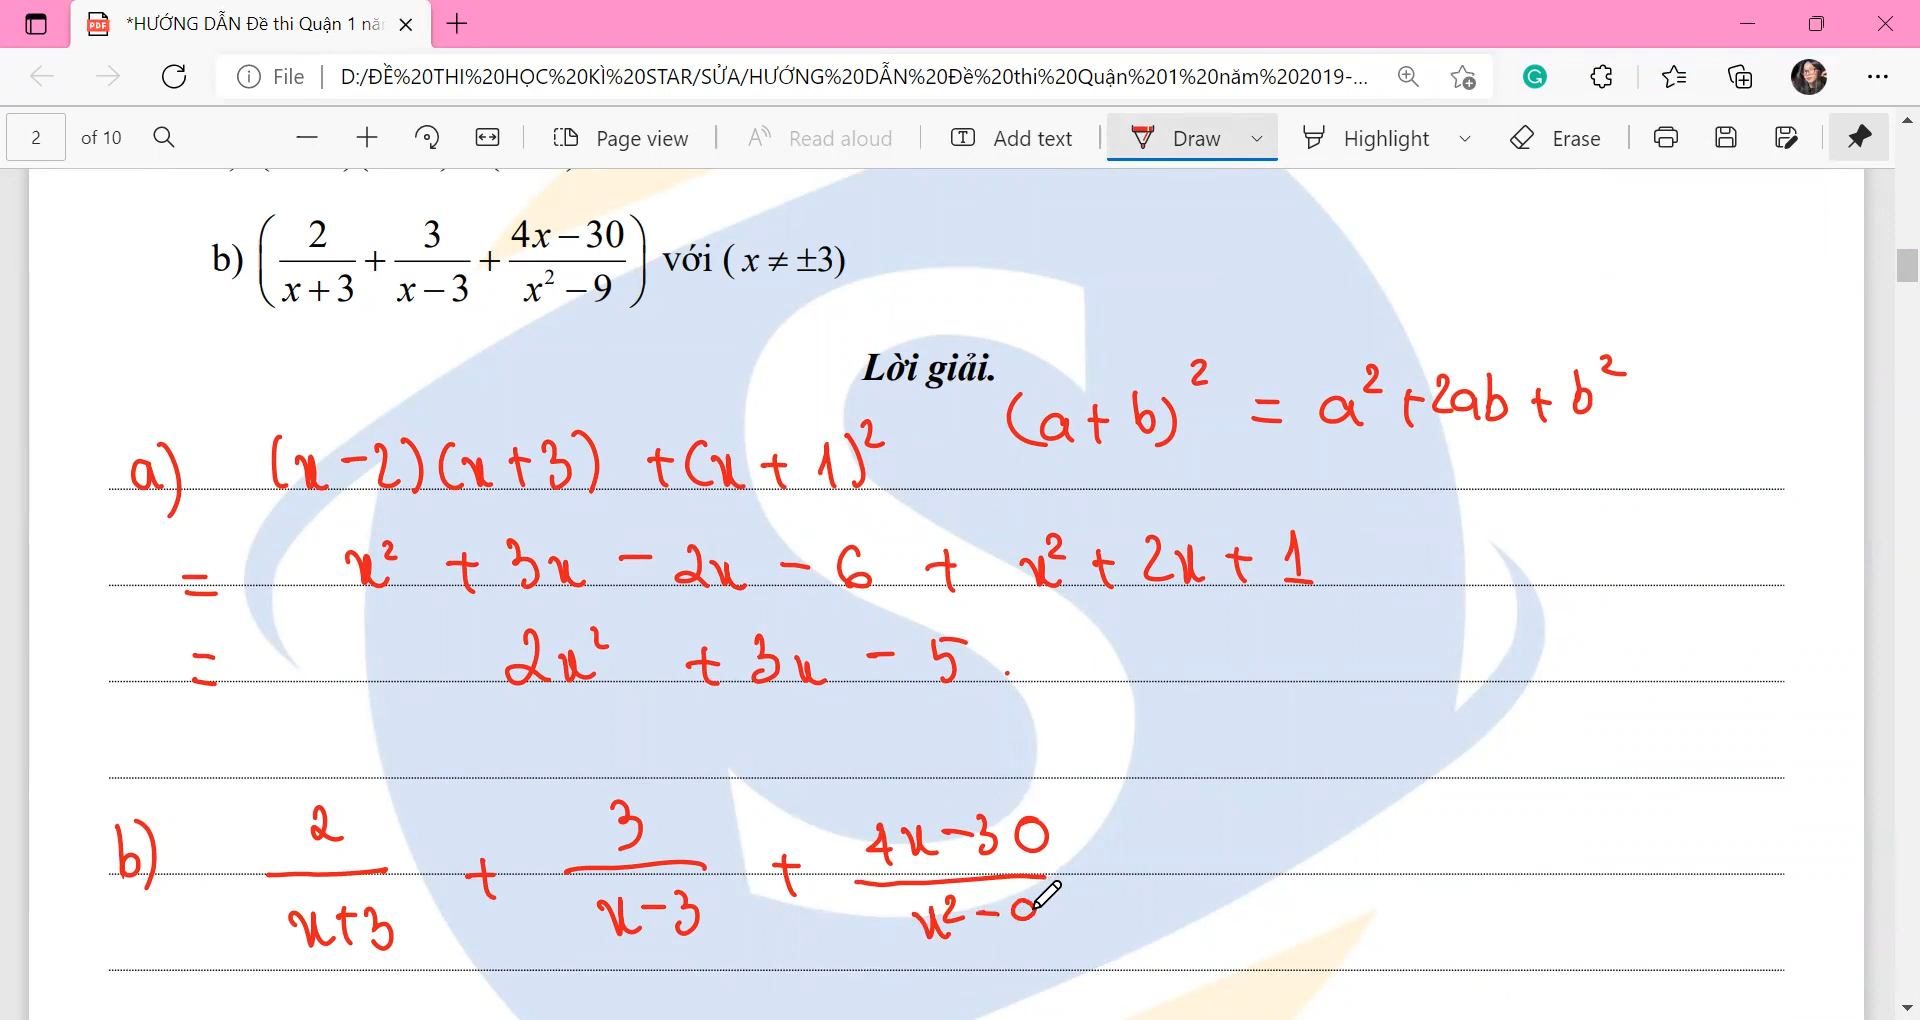 *HƯỚNG DẪN Đề thi Quận 1 nă
File | D:/ĐỀ%20THI%20HỌC%20KÌ%20STAR/SỬA/HƯỚNG%20DẪN%20Đề%20thi%20Quận%201%20năm%202019-...
2 of 10 Page view Read aloud Add text Draw Highlight Erase
b) (2/(x+3) + 3/(x−3) + (4x−30)/(x²−9)) với (x ≠ ±3)
Lời giải.
(a+b)² = a² + 2ab + b²
a) (x−2)(x+3) + (x+1)²
= x² + 3x − 2x − 6 + x² + 2x + 1
= 2x² + 3x − 5.
b) 2/(x+3) + 3/(x−3) + (4x−30)/(x²−